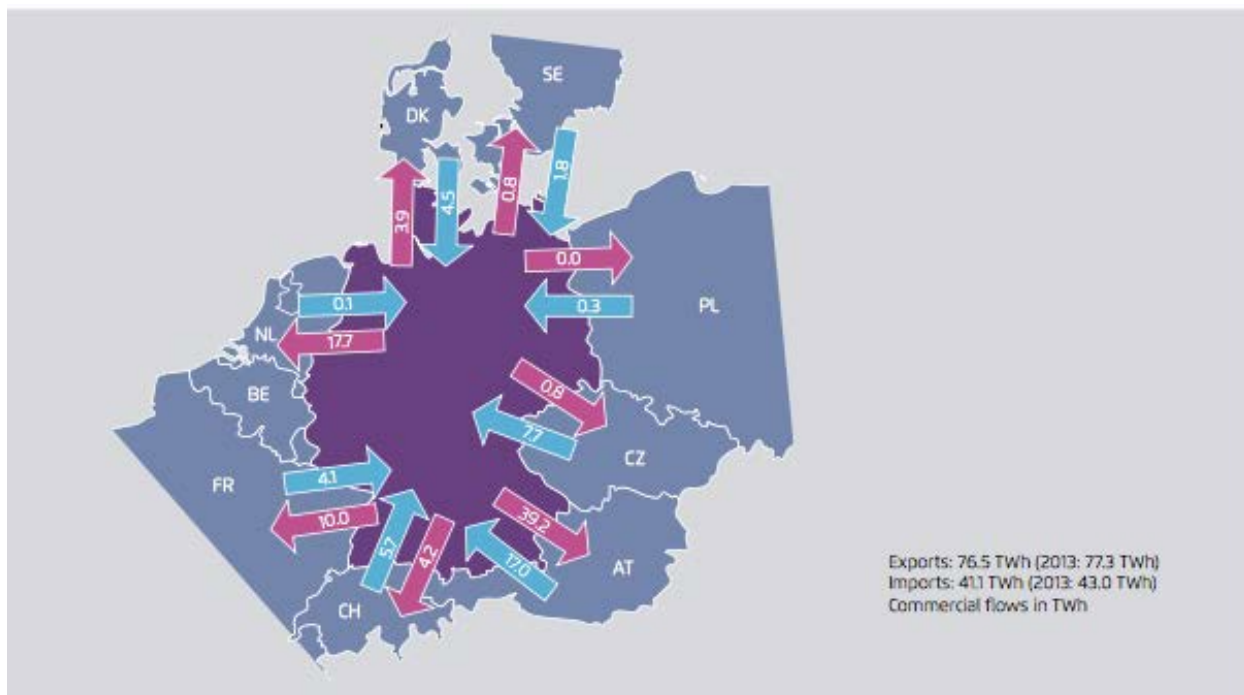 SE
DK
0.8
1.8
3.9
4.5
0.0
0.3
PL
0.1
NL
17.7
BE
0.8
7.7
CZ
FR
4.1
10.0
39.2
5.7
4.2
17.0
AT
CH
Exports: 76.5 TWh (2013: 77.3 TWh)
Imports: 41.1 TWh (2013: 43.0 TWh)
Commercial flows in TWh